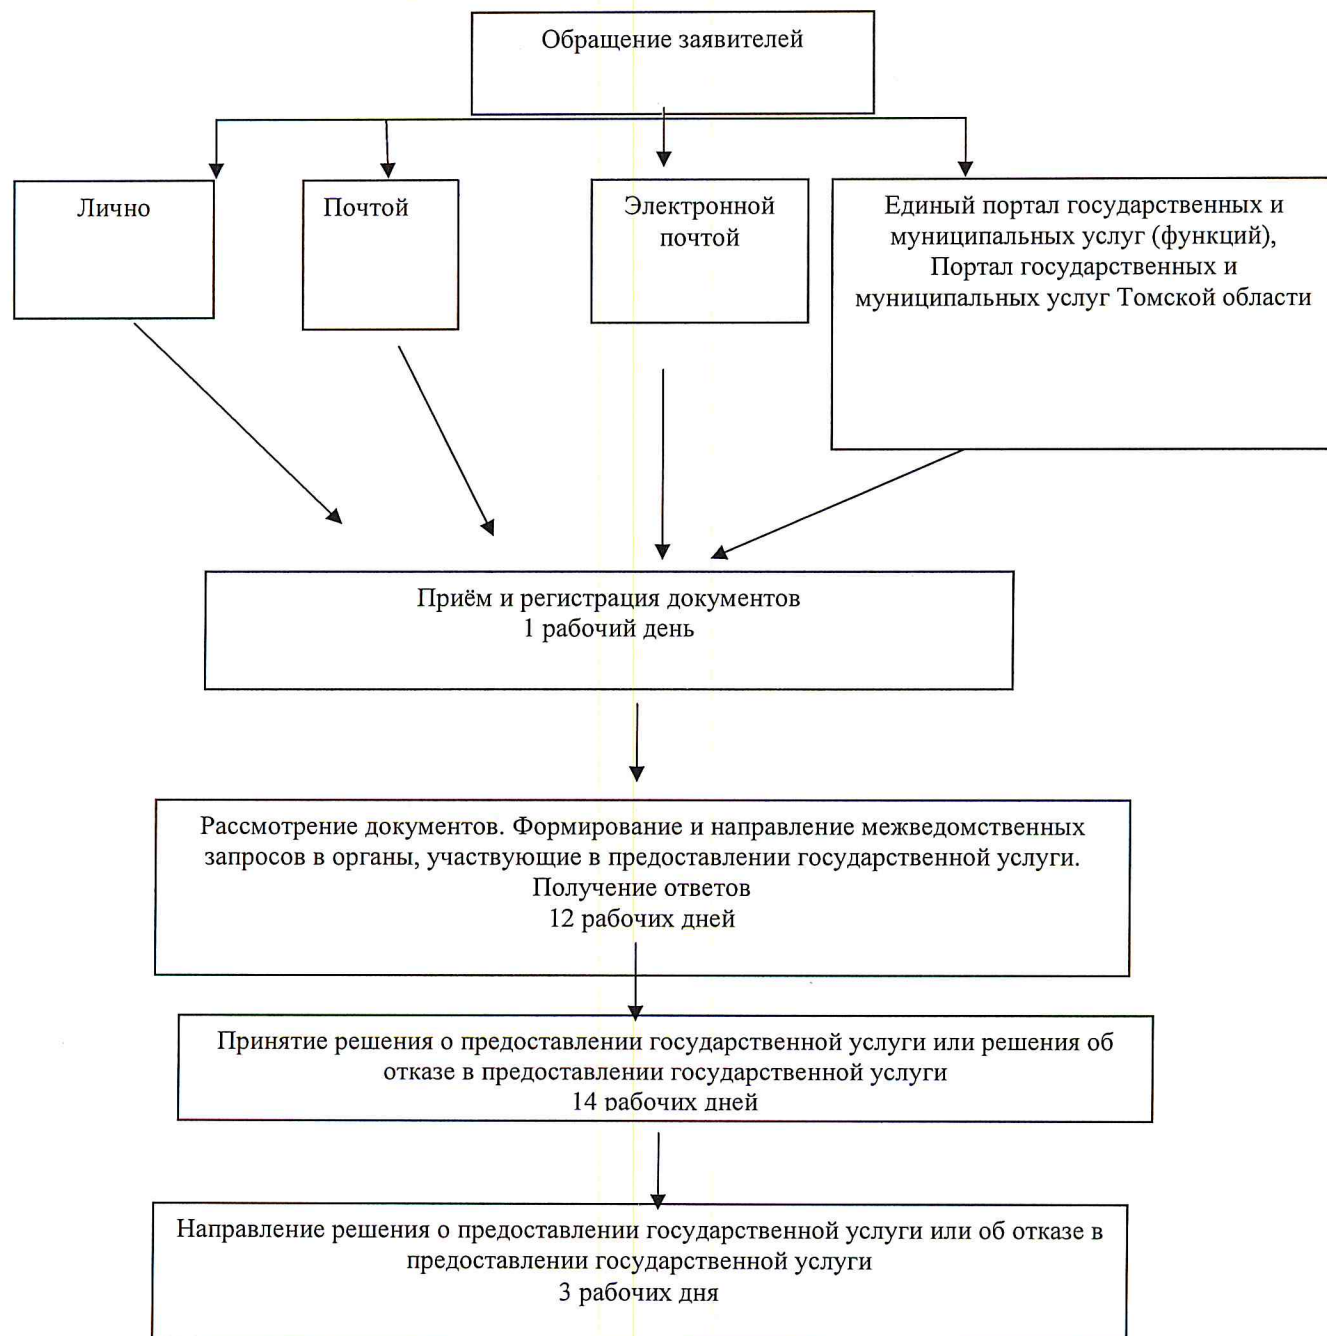 Обращение заявителей
Лично
Почтой
Электронной
почтой
Единый портал государственных и
муниципальных услуг (функций),
Портал государственных и
муниципальных услуг Томской области
Приём и регистрация документов
1 рабочий день
Рассмотрение документов. Формирование и направление межведомственных
запросов в органы, участвующие в предоставлении государственной услуги.
Получение ответов
12 рабочих дней
Принятие решения о предоставлении государственной услуги или решения об
отказе в предоставлении государственной услуги
14 рабочих дней
Направление решения о предоставлении государственной услуги или об отказе в
предоставлении государственной услуги
3 рабочих дня